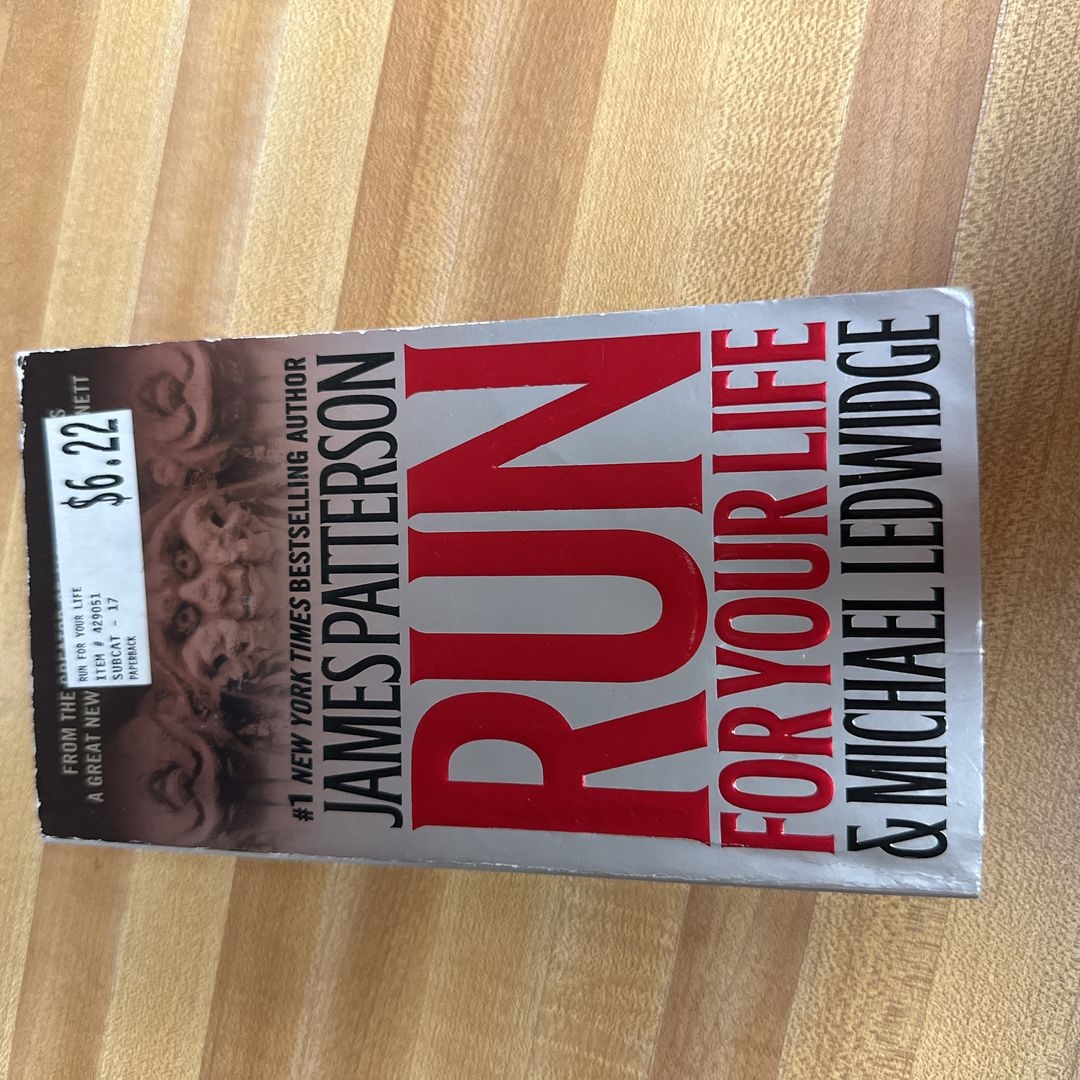 FROM THE
A GREAT NEW NETT
$6.22
RUN FOR YOUR LIFE
ITEM # 429051
SUBCAT - 17
PAPERBACK
#1 NEW YORK TIMES BESTSELLING AUTHOR
JAMES PATTERSON
RUN
FOR YOUR LIFE
& MICHAEL LEDWIDGE